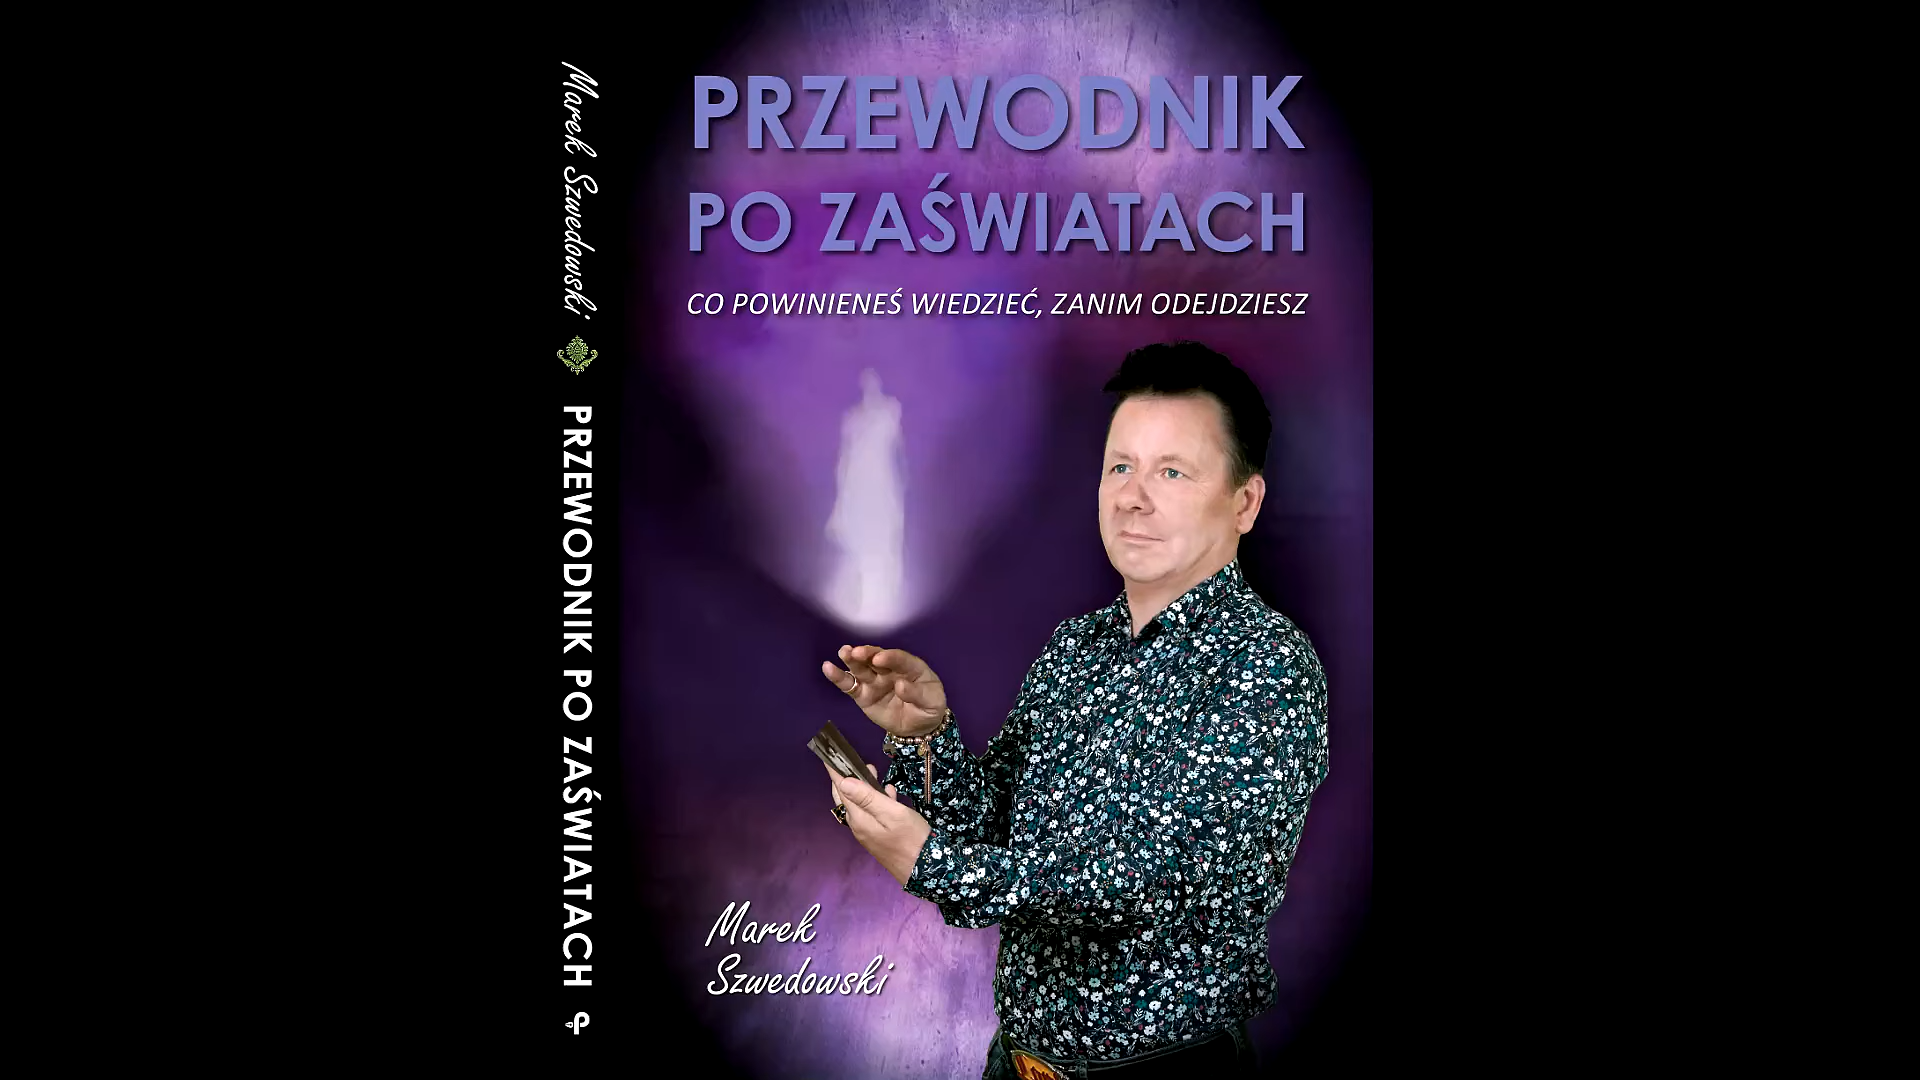 Marek Szwedowski
PRZEWODNIK PO ZAŚWIATACH
PRZEWODNIK
PO ZAŚWIATACH
CO POWINIENEŚ WIEDZIEĆ, ZANIM ODEJDZIESZ
Marek
Szwedowski